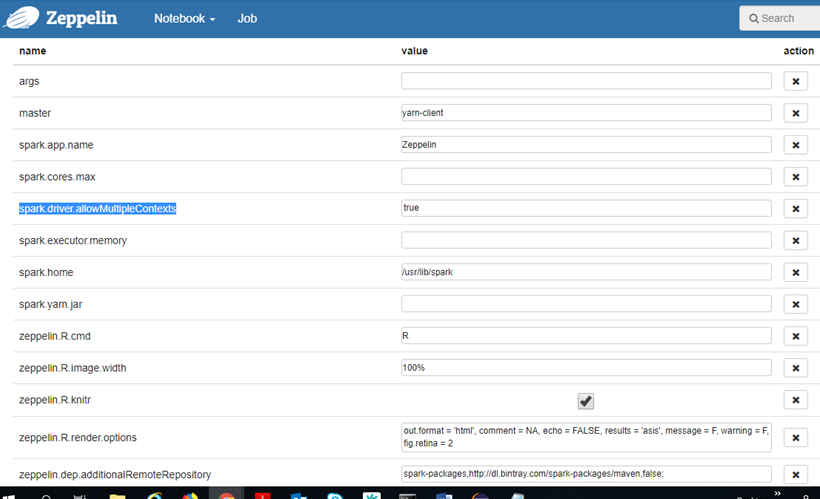 Zeppelin Notebook Job Search
name value action
args
master yarn-client
spark.app.name Zeppelin
spark.cores.max
spark.driver.allowMultipleContexts true
spark.executor.memory
spark.home /usr/lib/spark
spark.yarn.jar
zeppelin.R.cmd R
zeppelin.R.image.width 100%
zeppelin.R.knitr
zeppelin.R.render.options out.format = 'html', comment = NA, echo = FALSE, results = 'asis', message = F, warning = F,
fig.retina = 2
zeppelin.dep.additionalRemoteRepository spark-packages,http://dl.bintray.com/spark-packages/maven,false;